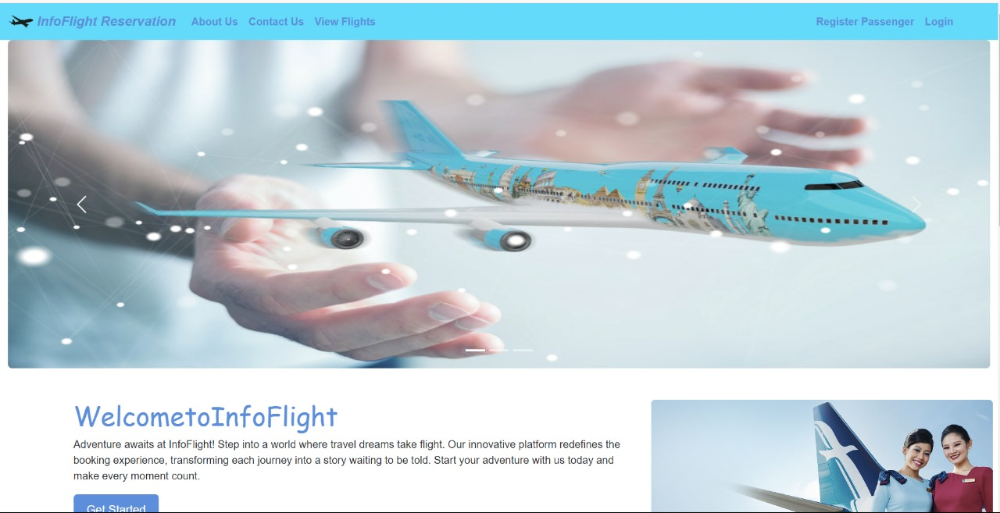 InfoFlight Reservation About Us Contact Us View Flights Register Passenger Login
WelcometoInfoFlight
Adventure awaits at InfoFlight! Step into a world where travel dreams take flight. Our innovative platform redefines the
booking experience, transforming each journey into a story waiting to be told. Start your adventure with us today and
make every moment count.
Get Started